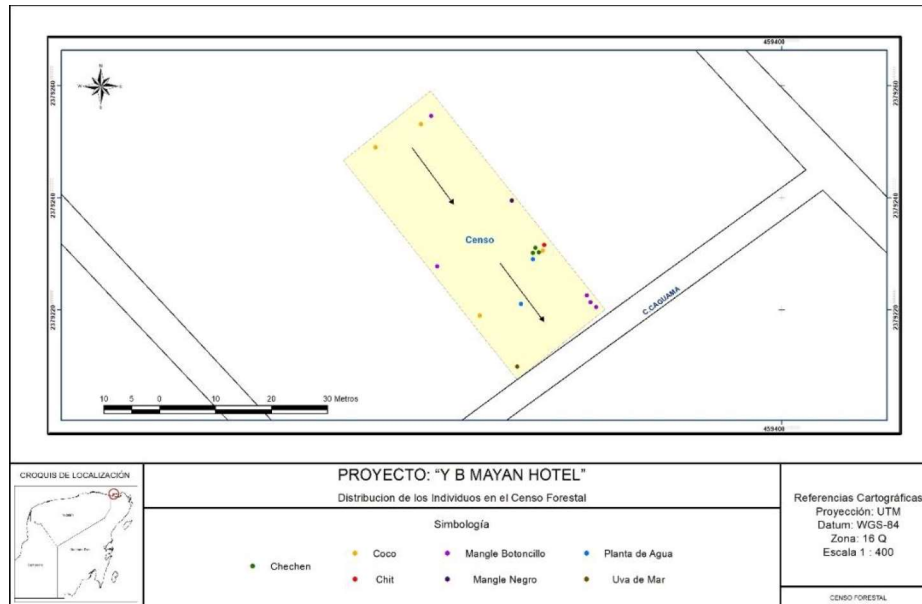 459400
N
W
E
S
2379260
2379260
2379240
2379240
Censo
2379220
2379220
C.CAGUAMA
10 5 0 10 20 30 Metros
459400
CROQUIS DE LOCALIZACIÓN
PROYECTO: "Y B MAYAN HOTEL"
Distribucion de los Individuos en el Censo Forestal
Simbología
Chechen
Coco
Mangle Botoncillo
Planta de Agua
Chit
Mangle Negro
Uva de Mar
Referencias Cartográficas
Proyección: UTM
Datum: WGS-84
Zona: 16 Q
Escala 1 : 400
CENSO FORESTAL